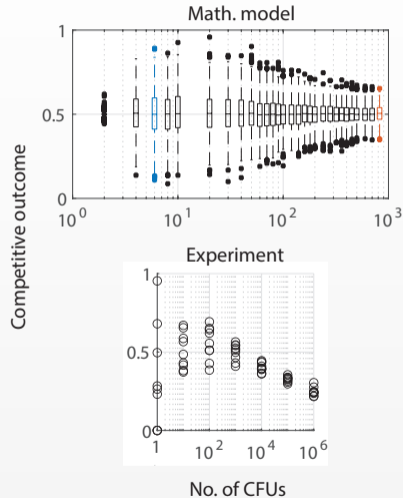 Math. model
1
0.5
0
10^0 10^1 10^2 10^3
Competitive outcome
Experiment
1
0.5
0
1 10^2 10^4 10^6
No. of CFUs